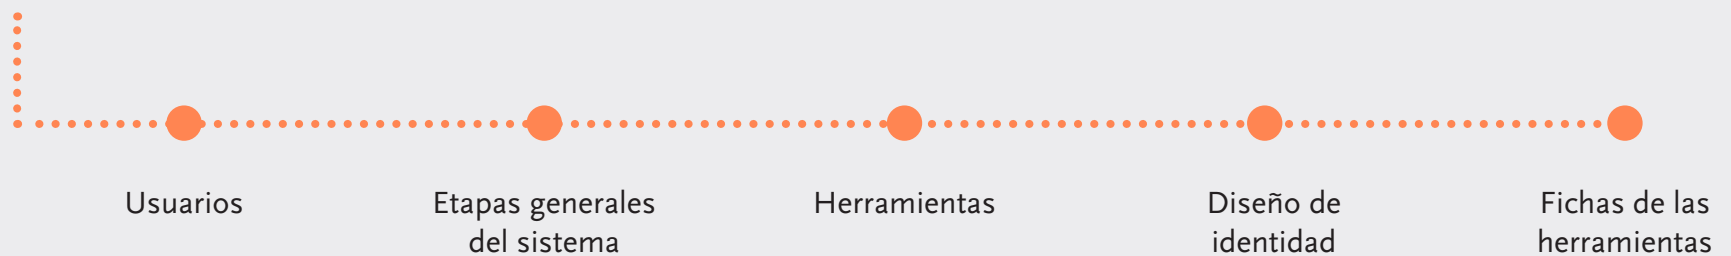 Usuarios
Etapas generales
del sistema
Herramientas
Diseño de
identidad
Fichas de las
herramientas